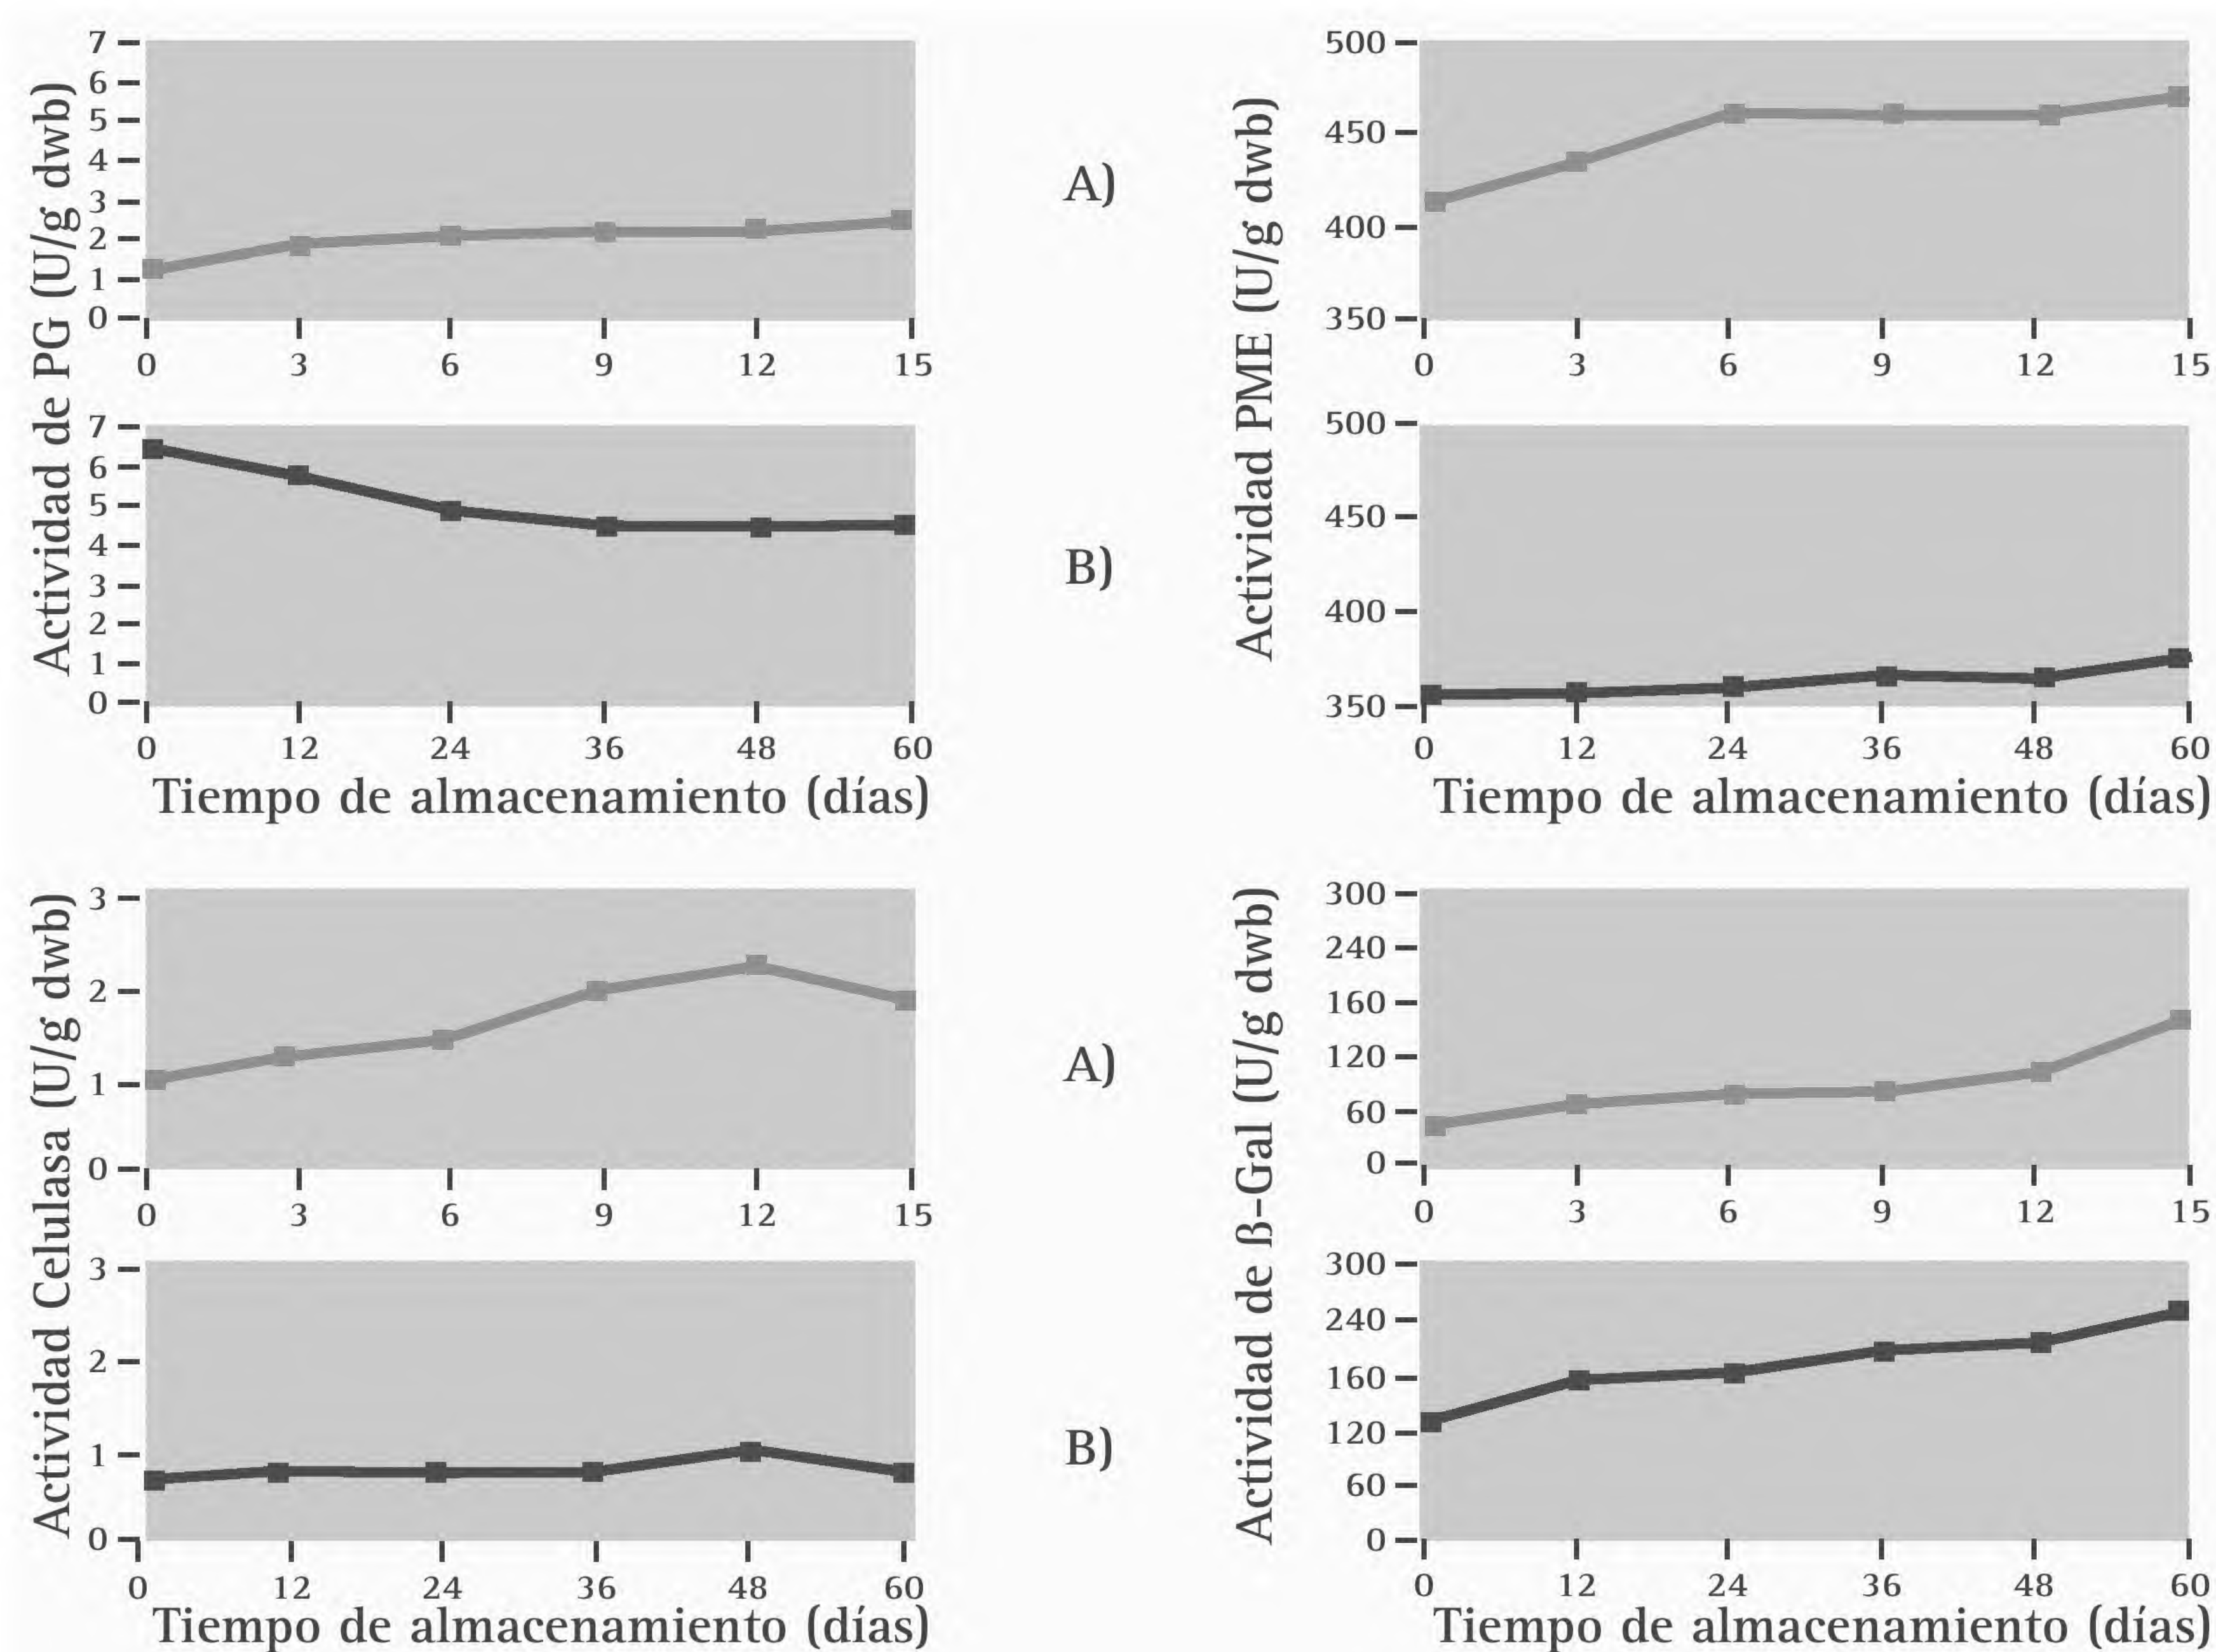 Actividad de PG (U/g dwb)
7
6
5
4
3
2
1
0
0 3 6 9 12 15
A)
7
6
5
4
3
2
1
0
0 12 24 36 48 60
Tiempo de almacenamiento (días)
B)
Actividad PME (U/g dwb)
500
450
400
350
0 3 6 9 12 15
500
450
400
350
0 12 24 36 48 60
Tiempo de almacenamiento (días)
Actividad Celulasa (U/g dwb)
3
2
1
0
0 3 6 9 12 15
A)
3
2
1
0
0 12 24 36 48 60
Tiempo de almacenamiento (días)
B)
Actividad de ß-Gal (U/g dwb)
300
240
160
120
60
0
0 3 6 9 12 15
300
240
160
120
60
0
0 12 24 36 48 60
Tiempo de almacenamiento (días)